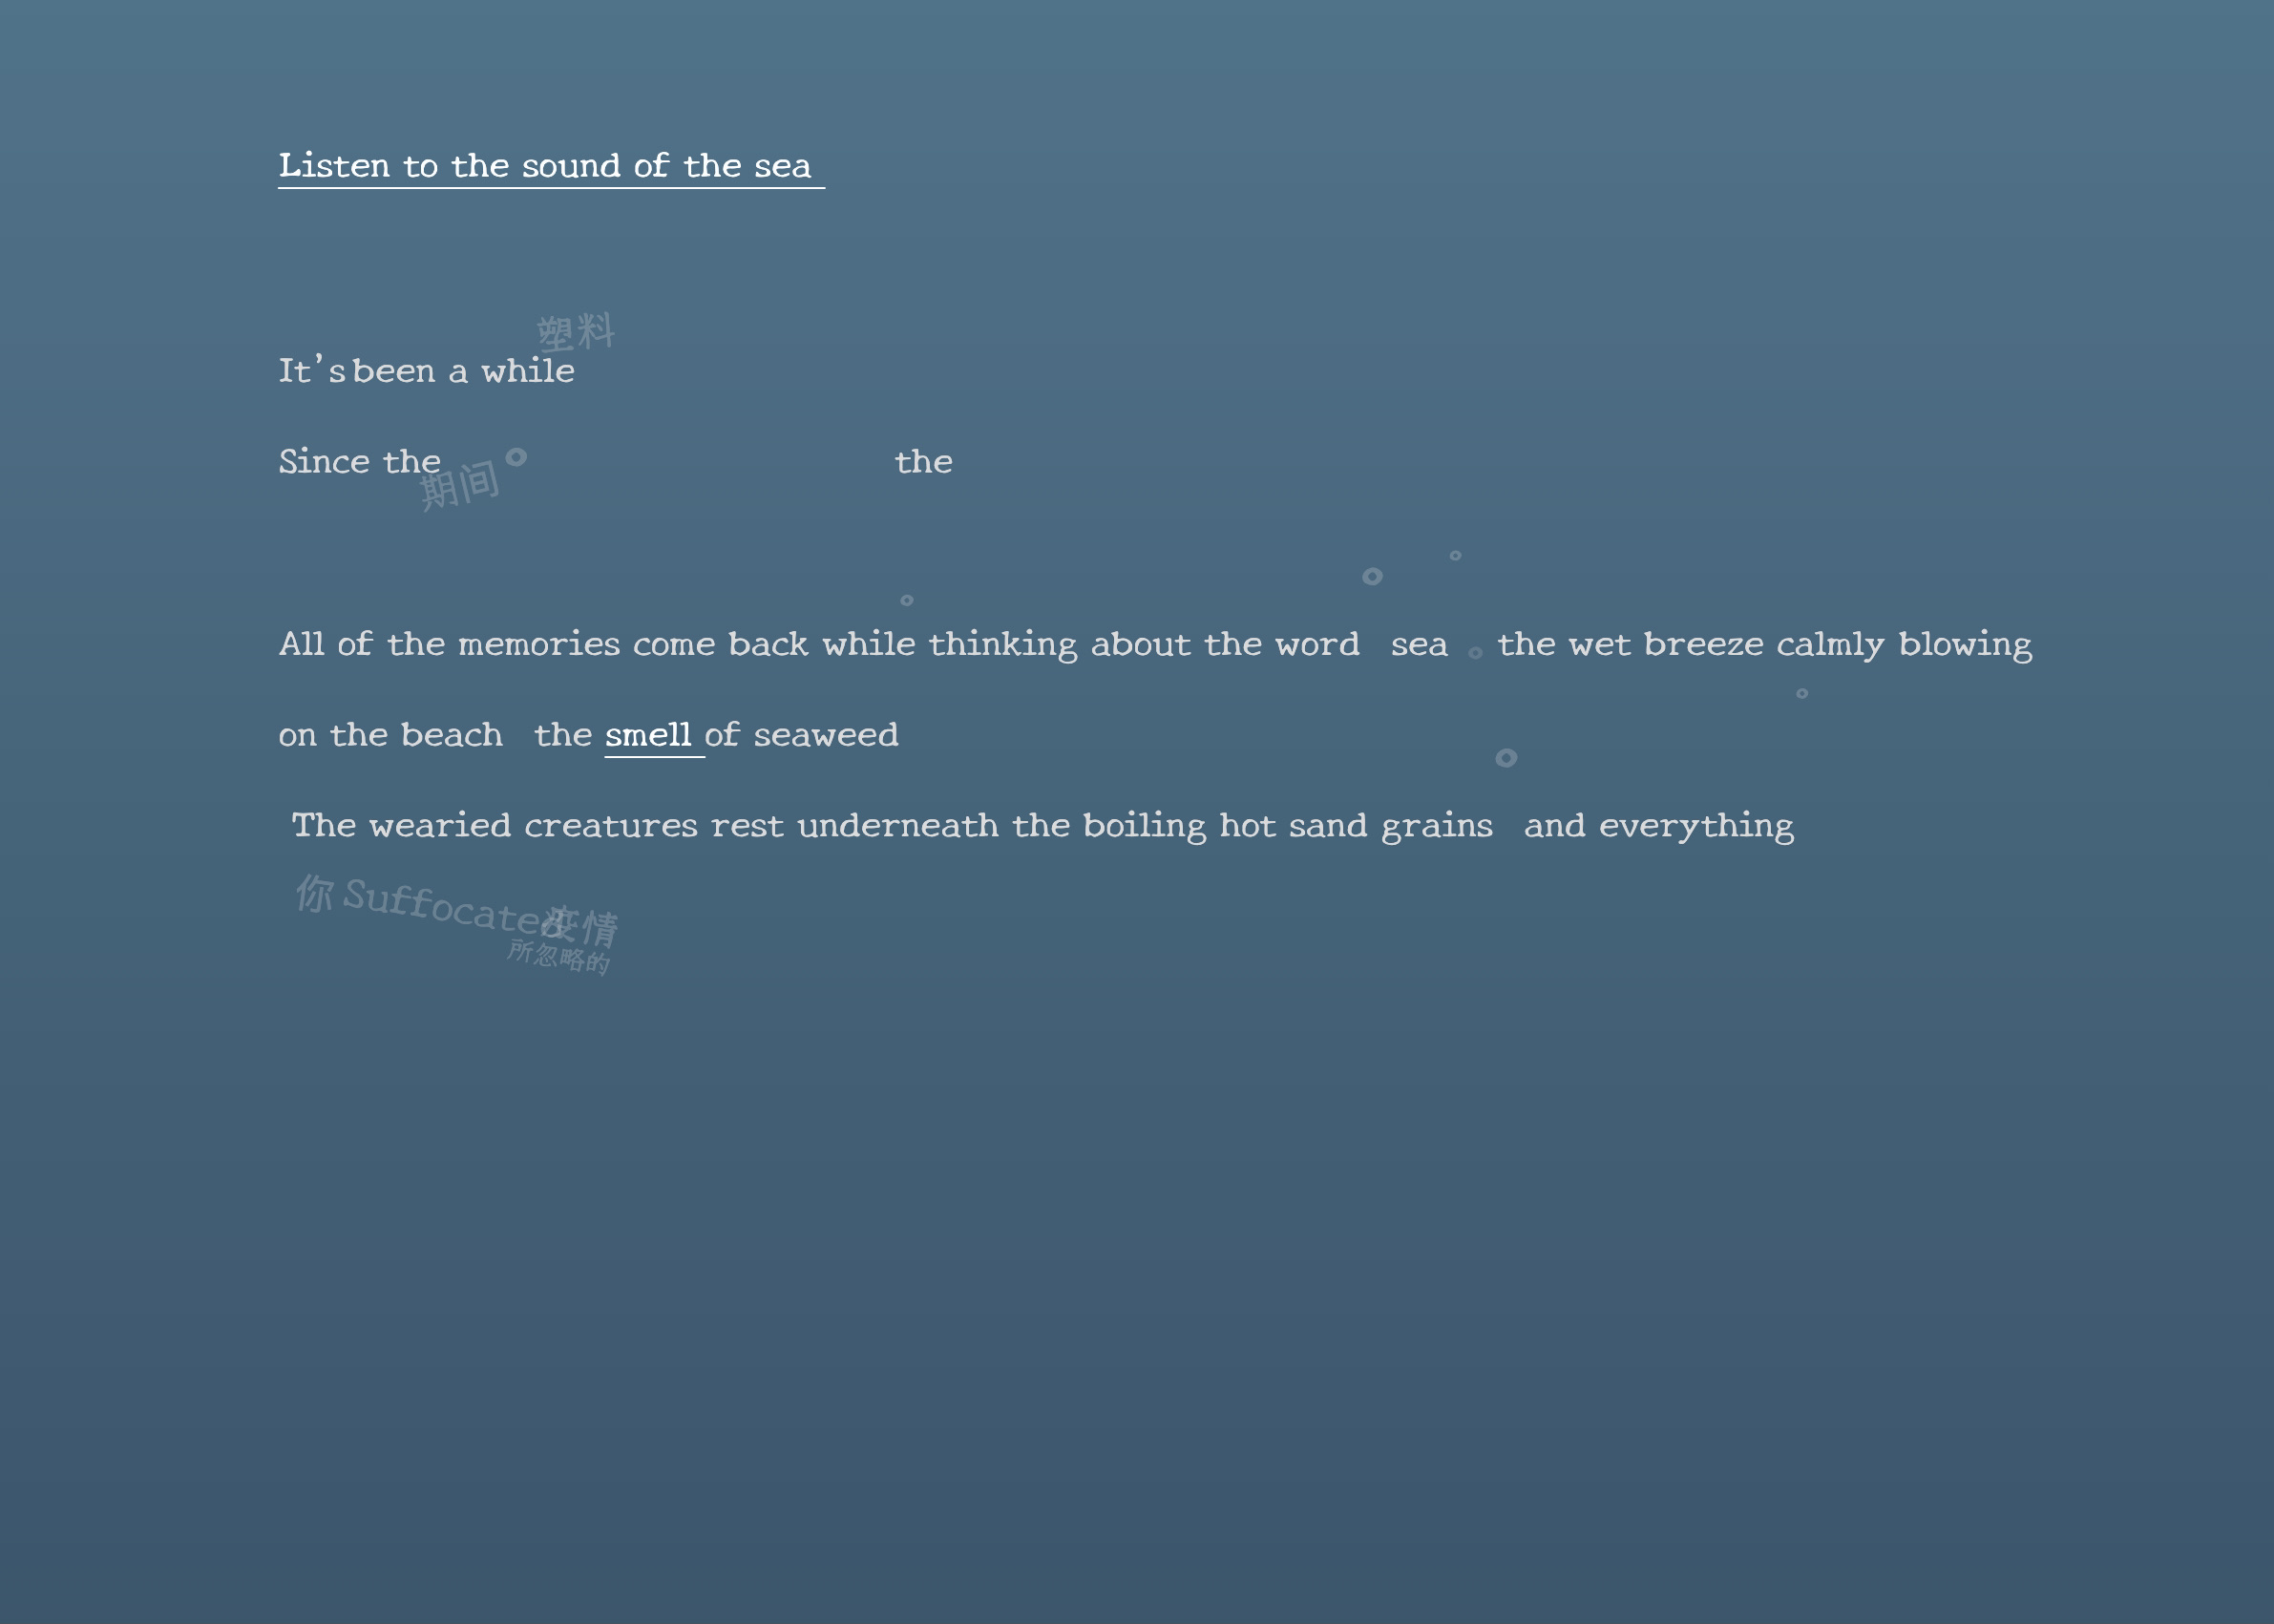 Listen to the sound of the sea
塑料
It's been a while
Since the the
期间
All of the memories come back while thinking about the word sea the wet breeze calmly blowing
on the beach the smell of seaweed
The wearied creatures rest underneath the boiling hot sand grains and everything
你 Suffocated 疫情
所忽略的